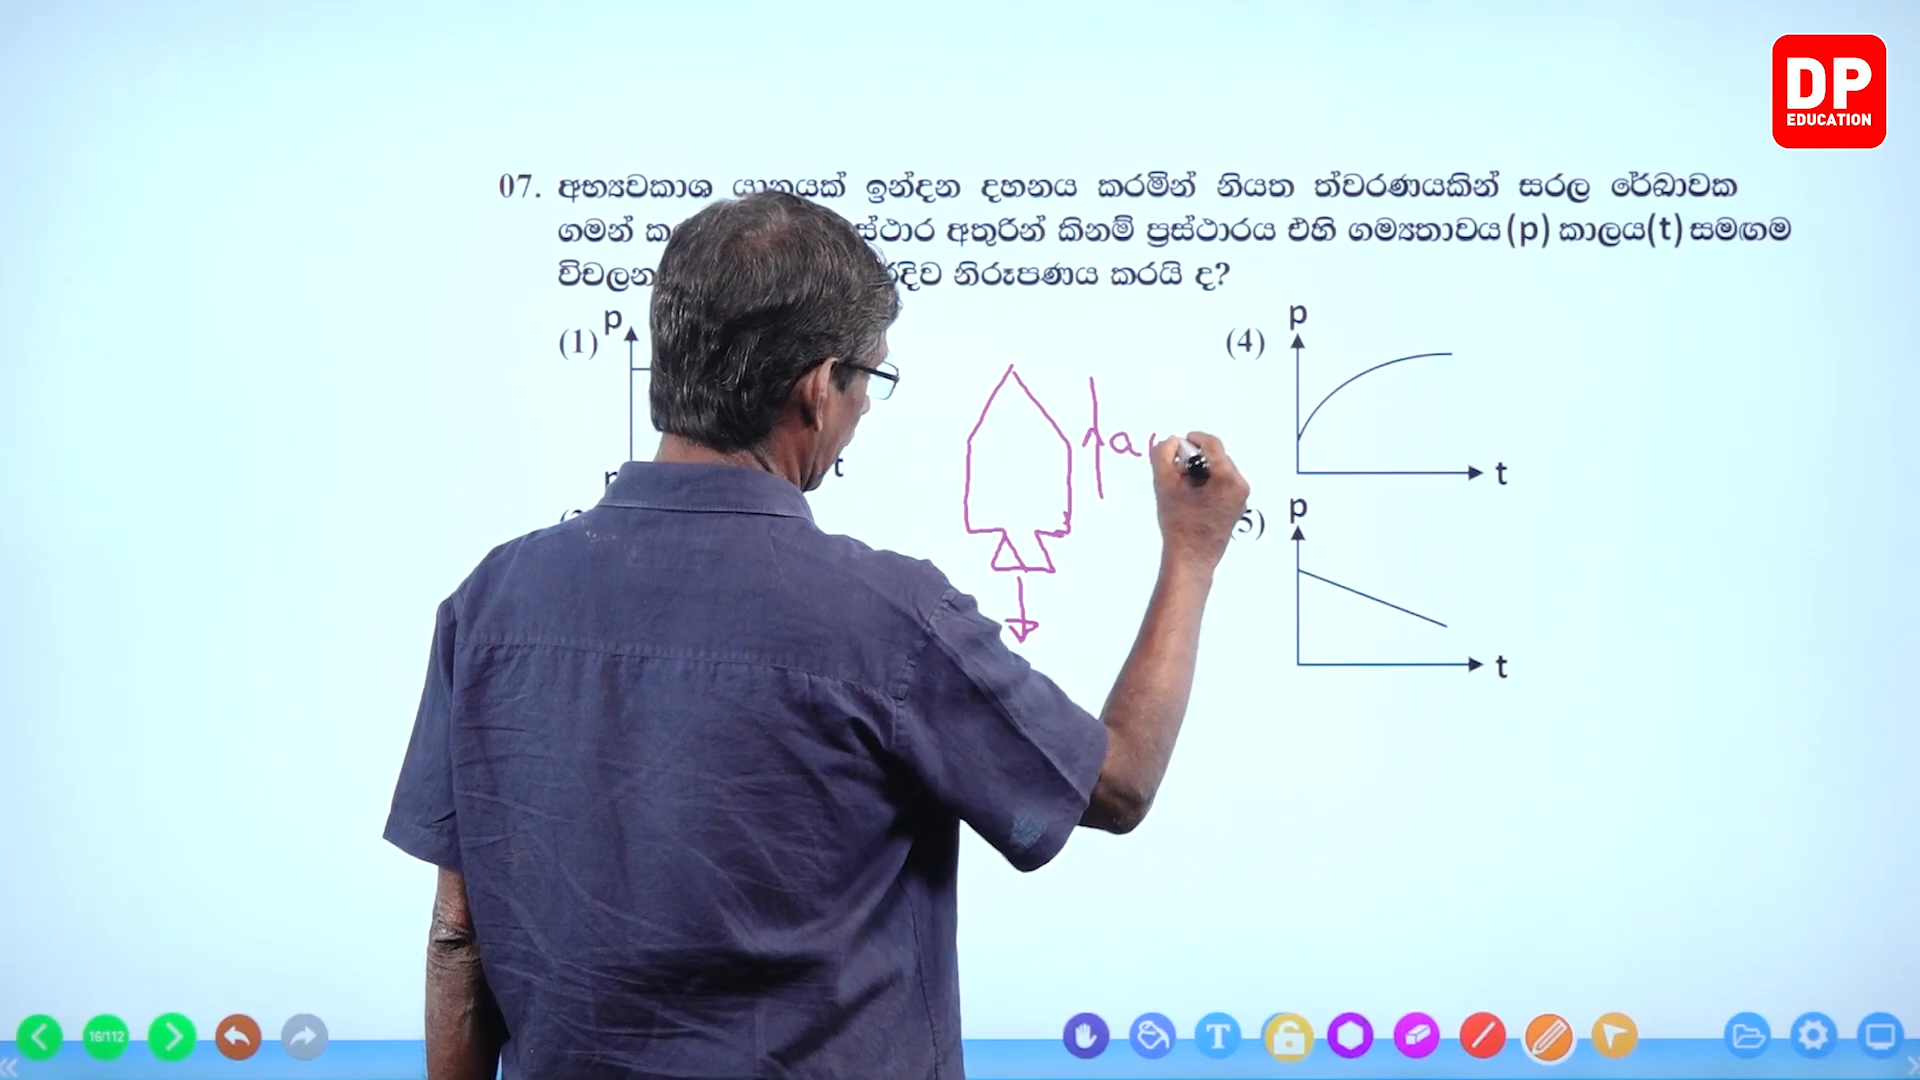 DP
EDUCATION
07. අභ්‍යවකාශ යානයක් ඉන්දන දහනය කරමින් නියත ත්වරණයකින් සරල රේඛාවක
ගමන් අතුරින් කිනම් ප්‍රස්ථාරය එහි ගම්‍යතාවය (p) කාලය(t) සමඟම
නිරූපණය කරයි ද?
(1) p
t
(4) p
t
p
t
a
16/112
T